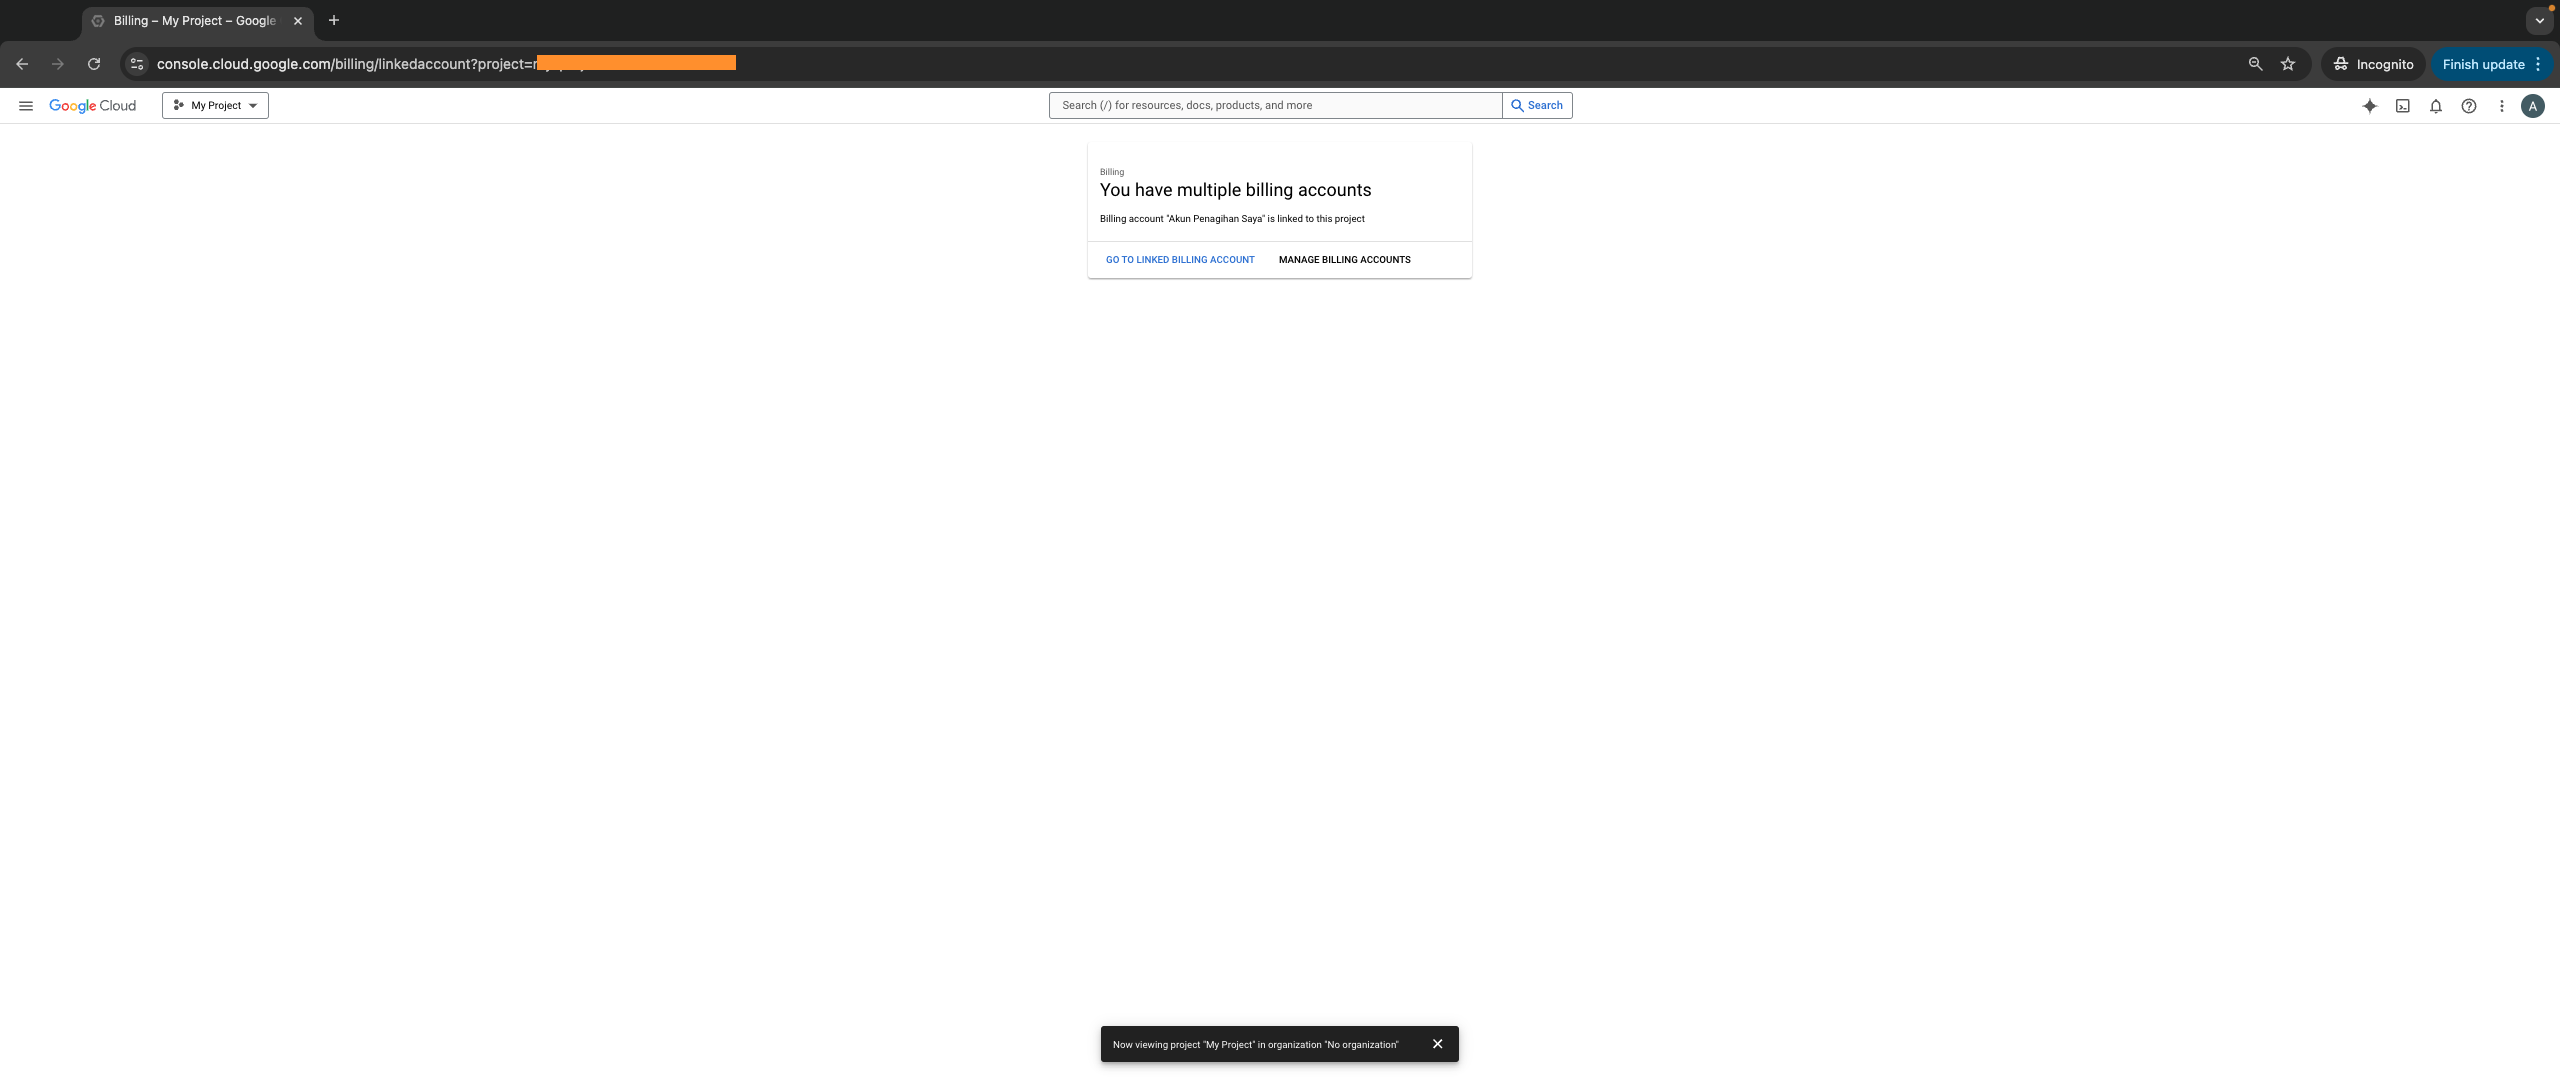 Billing – My Project – Google
console.cloud.google.com/billing/linkedaccount?project=
Incognito
Finish update
Google Cloud
My Project
Search (/) for resources, docs, products, and more
Search
A
Billing
You have multiple billing accounts
Billing account "Akun Penagihan Saya" is linked to this project
GO TO LINKED BILLING ACCOUNT
MANAGE BILLING ACCOUNTS
Now viewing project "My Project" in organization "No organization"